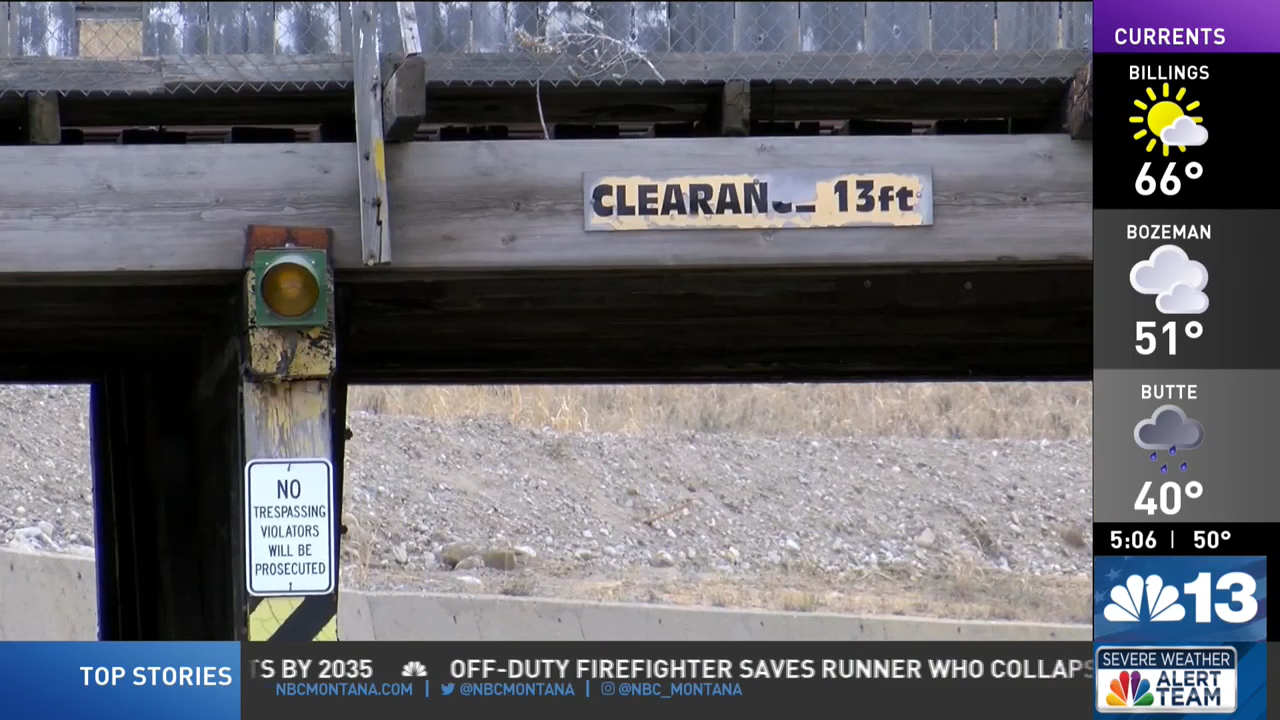 CLEARANCE 13ft
NO
TRESPASSING
VIOLATORS
WILL BE
PROSECUTED
CURRENTS
BILLINGS
66°
BOZEMAN
51°
BUTTE
40°
5:06 | 50°
13
SEVERE WEATHER
ALERT
TEAM
TOP STORIES
TS BY 2035 OFF-DUTY FIREFIGHTER SAVES RUNNER WHO COLLAPS
NBCMONTANA.COM | @NBCMONTANA | @NBC_MONTANA